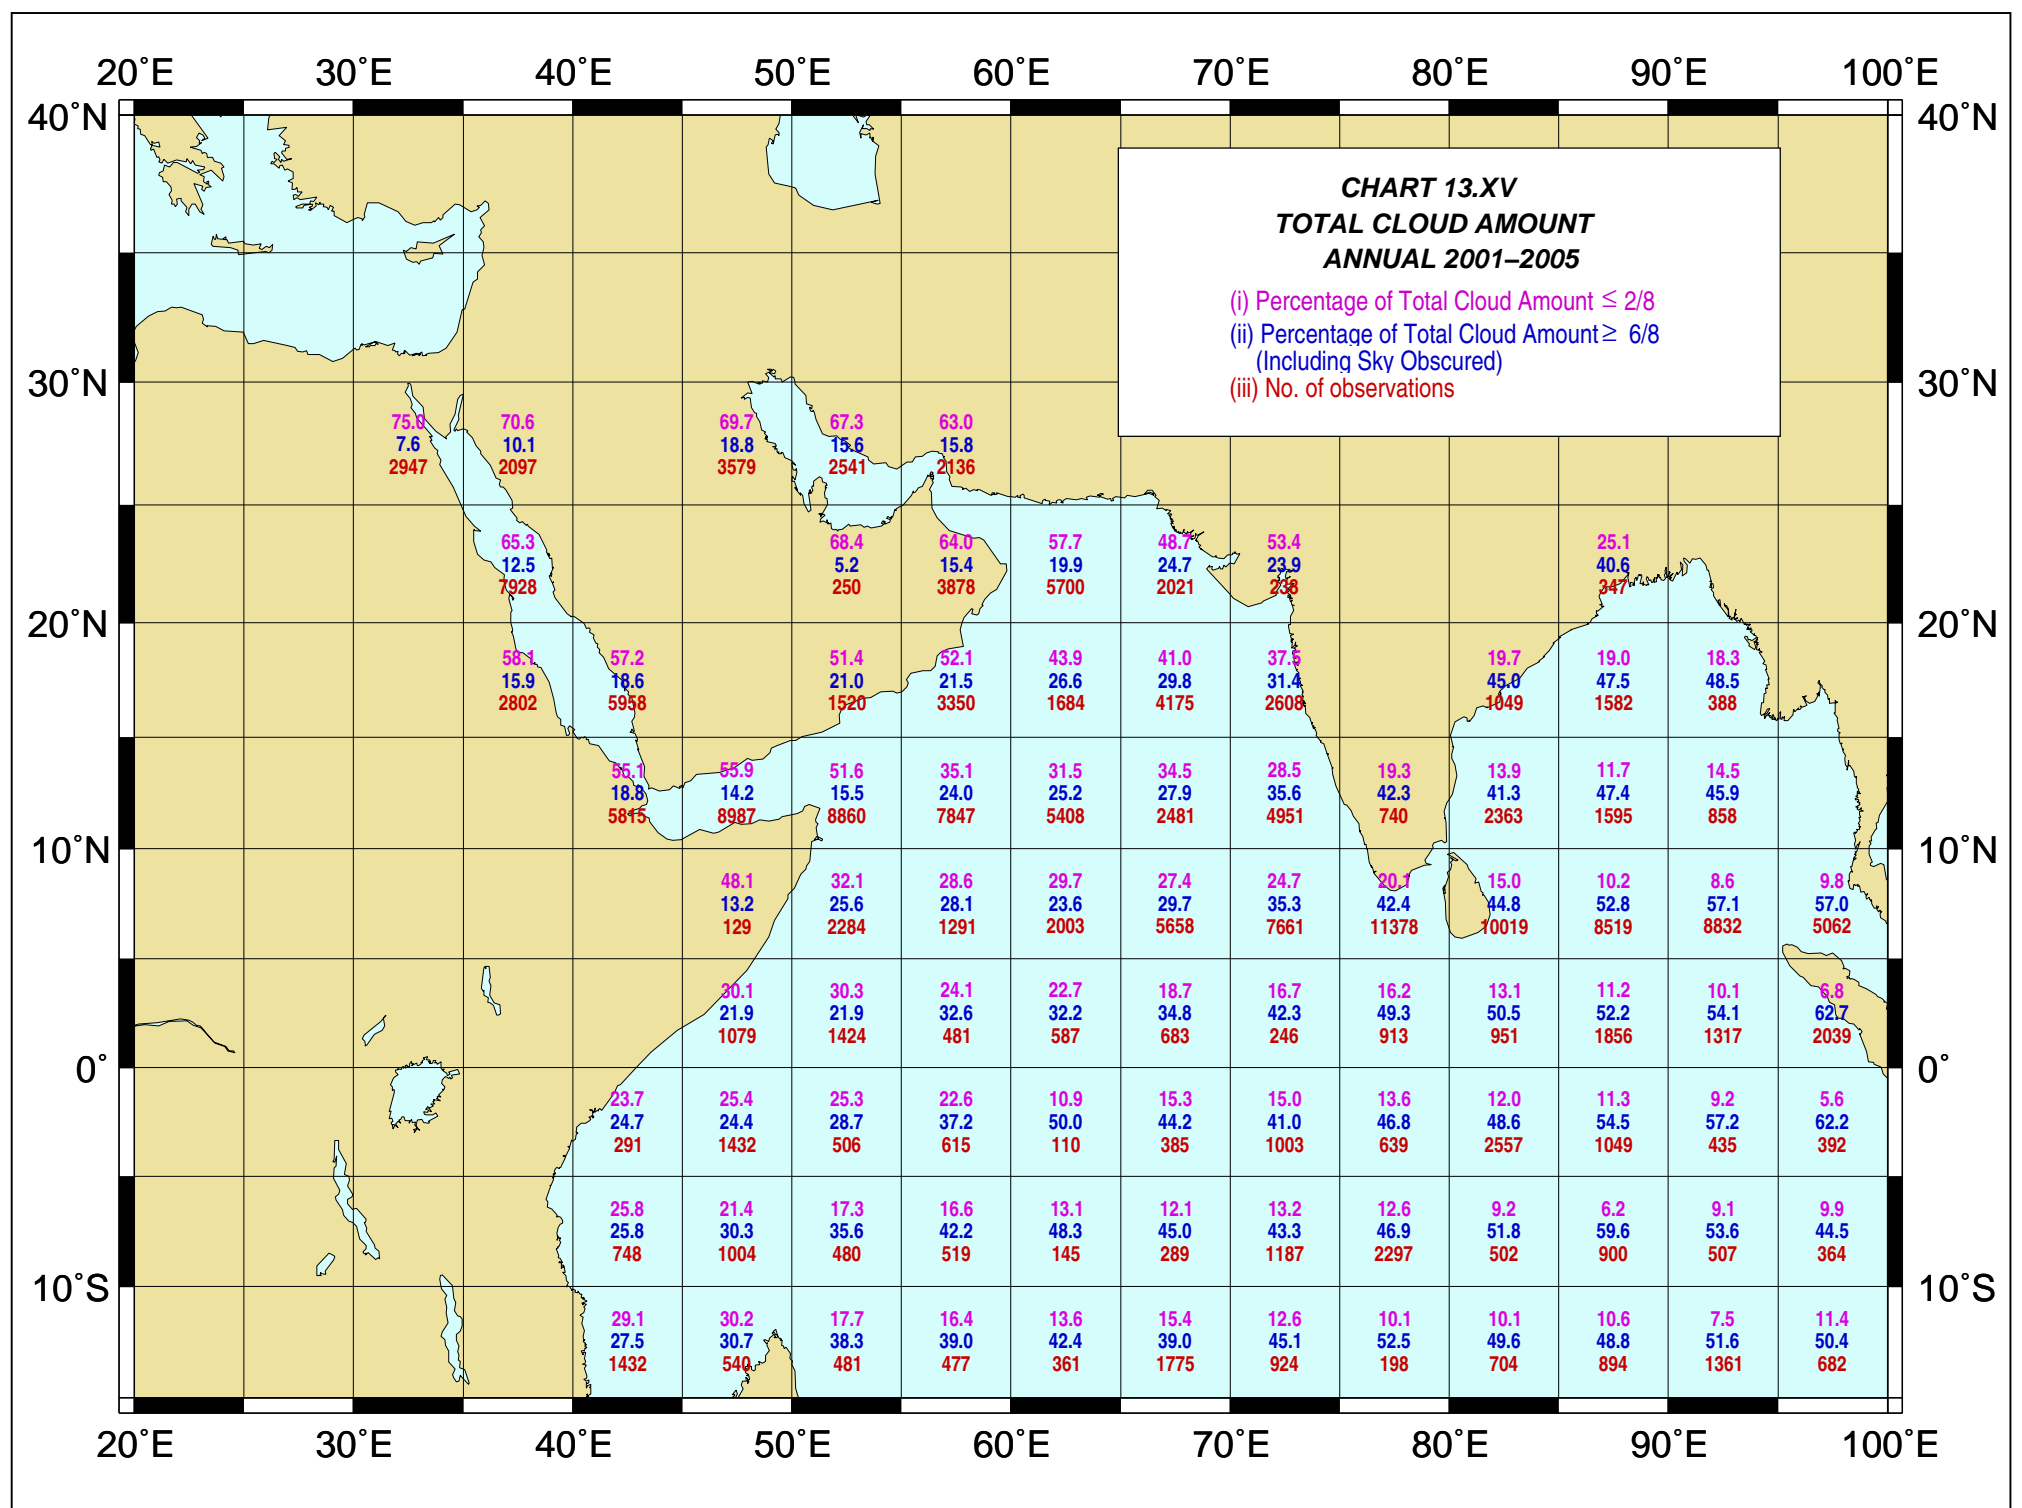 20°E 30°E 40°E 50°E 60°E 70°E 80°E 90°E 100°E
40°N 40°N
CHART 13.XV
TOTAL CLOUD AMOUNT
ANNUAL 2001–2005
(i) Percentage of Total Cloud Amount ≤ 2/8
(ii) Percentage of Total Cloud Amount ≥ 6/8
(Including Sky Obscured)
(iii) No. of observations
30°N 30°N
75.0 70.6 69.7 67.3 63.0
7.6 10.1 18.8 15.6 15.8
2947 2097 3579 2541 2136
65.3 68.4 64.0 57.7 48.7 53.4 25.1
12.5 5.2 15.4 19.9 24.7 23.9 40.6
7928 250 3878 5700 2021 238 347
20°N 20°N
58.1 57.2 51.4 52.1 43.9 41.0 37.5 19.7 19.0 18.3
15.9 18.6 21.0 21.5 26.6 29.8 31.4 45.0 47.5 48.5
2802 5958 1520 3350 1684 4175 2608 1049 1582 388
55.1 55.9 51.6 35.1 31.5 34.5 28.5 19.3 13.9 11.7 14.5
18.8 14.2 15.5 24.0 25.2 27.9 35.6 42.3 41.3 47.4 45.9
5815 8987 8860 7847 5408 2481 4951 740 2363 1595 858
10°N 10°N
48.1 32.1 28.6 29.7 27.4 24.7 20.1 15.0 10.2 8.6 9.8
13.2 25.6 28.1 23.6 29.7 35.3 42.4 44.8 52.8 57.1 57.0
129 2284 1291 2003 5658 7661 11378 10019 8519 8832 5062
30.1 30.3 24.1 22.7 18.7 16.7 16.2 13.1 11.2 10.1 6.8
21.9 21.9 32.6 32.2 34.8 42.3 49.3 50.5 52.2 54.1 62.7
1079 1424 481 587 683 246 913 951 1856 1317 2039
0° 0°
23.7 25.4 25.3 22.6 10.9 15.3 15.0 13.6 12.0 11.3 9.2 5.6
24.7 24.4 28.7 37.2 50.0 44.2 41.0 46.8 48.6 54.5 57.2 62.2
291 1432 506 615 110 385 1003 639 2557 1049 435 392
25.8 21.4 17.3 16.6 13.1 12.1 13.2 12.6 9.2 6.2 9.1 9.9
25.8 30.3 35.6 42.2 48.3 45.0 43.3 46.9 51.8 59.6 53.6 44.5
748 1004 480 519 145 289 1187 2297 502 900 507 364
10°S 10°S
29.1 30.2 17.7 16.4 13.6 15.4 12.6 10.1 10.1 10.6 7.5 11.4
27.5 30.7 38.3 39.0 42.4 39.0 45.1 52.5 49.6 48.8 51.6 50.4
1432 540 481 477 361 1775 924 198 704 894 1361 682
20°E 30°E 40°E 50°E 60°E 70°E 80°E 90°E 100°E